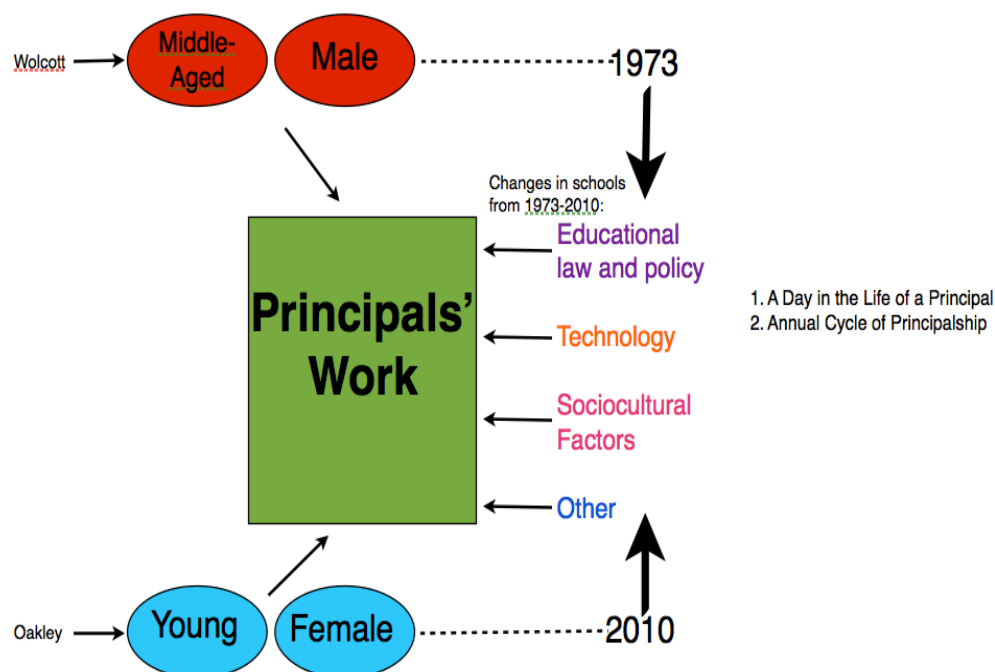 Wolcott
Middle-
Aged
Male
1973
Changes in schools
from 1973-2010:
Educational
law and policy
Principals’
Work
1. A Day in the Life of a Principal
2. Annual Cycle of Principalship
Technology
Sociocultural
Factors
Other
Oakley
Young
Female
2010